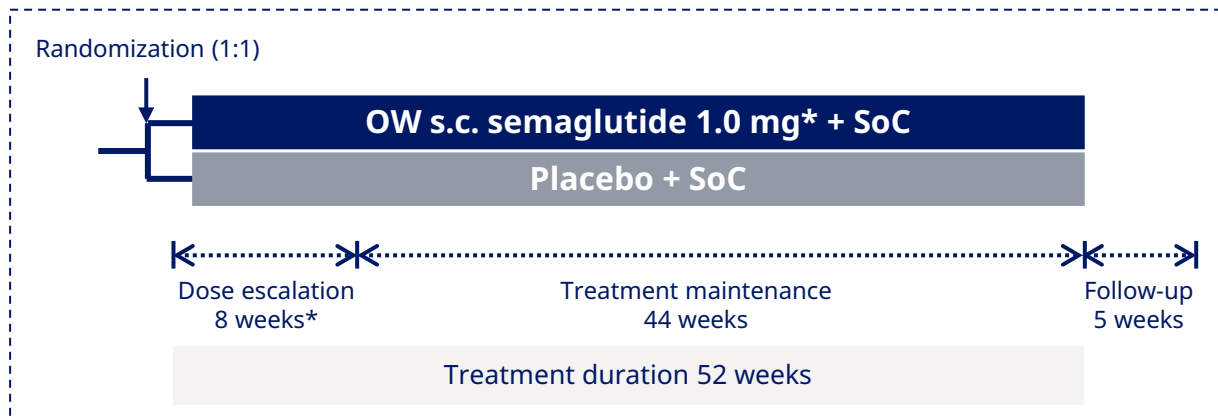 Randomization (1:1)
OW s.c. semaglutide 1.0 mg* + SoC
Placebo + SoC
Dose escalation
8 weeks*
Treatment maintenance
44 weeks
Follow-up
5 weeks
Treatment duration 52 weeks